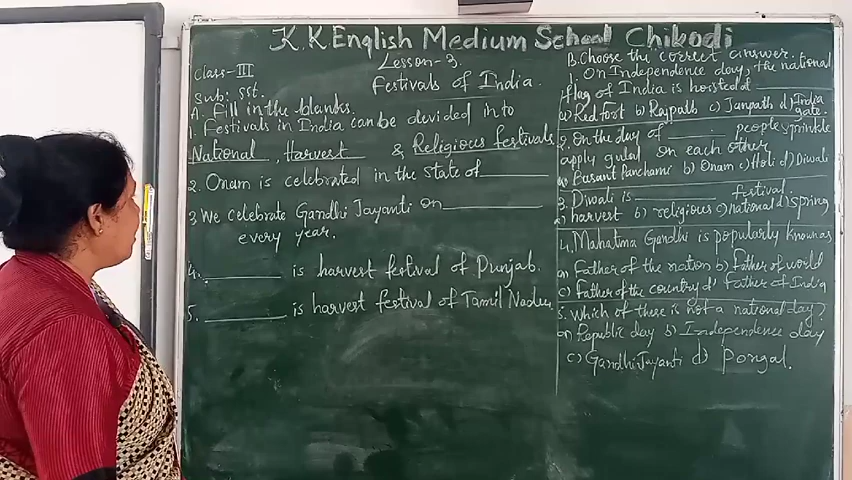 K.K English Medium School Chikodi
Lesson-3.
Class-III
Festivals of India.
Sub: SSt.
A. Fill in the blanks.
1. Festivals in India can be devided into
National, Harvest & Religious festivals
2. Onam is celebrated in the state of ______
3. We celebrate Gandhi Jayanti on ______
every year.
4. ______ is harvest festival of Punjab.
5. ______ is harvest festival of Tamil Nadu.
B. Choose the correct answer.
1. On Independence day, the national
flag of India is hoisted at ______
a) Red fort b) Rajpath c) Janpath d) India
gate.
2. On the day of ______ people sprinkle
apply gulal on each other
a) Basant Panchami b) Onam c) Holi d) Diwali
3. Diwali is ______ festival.
a) harvest b) religious c) national d) spring
4. Mahatma Gandhi is popularly known as
a) Father of the nation b) father of world
c) Father of the country d) father of India
5. which of these is not a national day?
a) Republic day b) Independence day
c) Gandhi Jayanti d) Pongal.